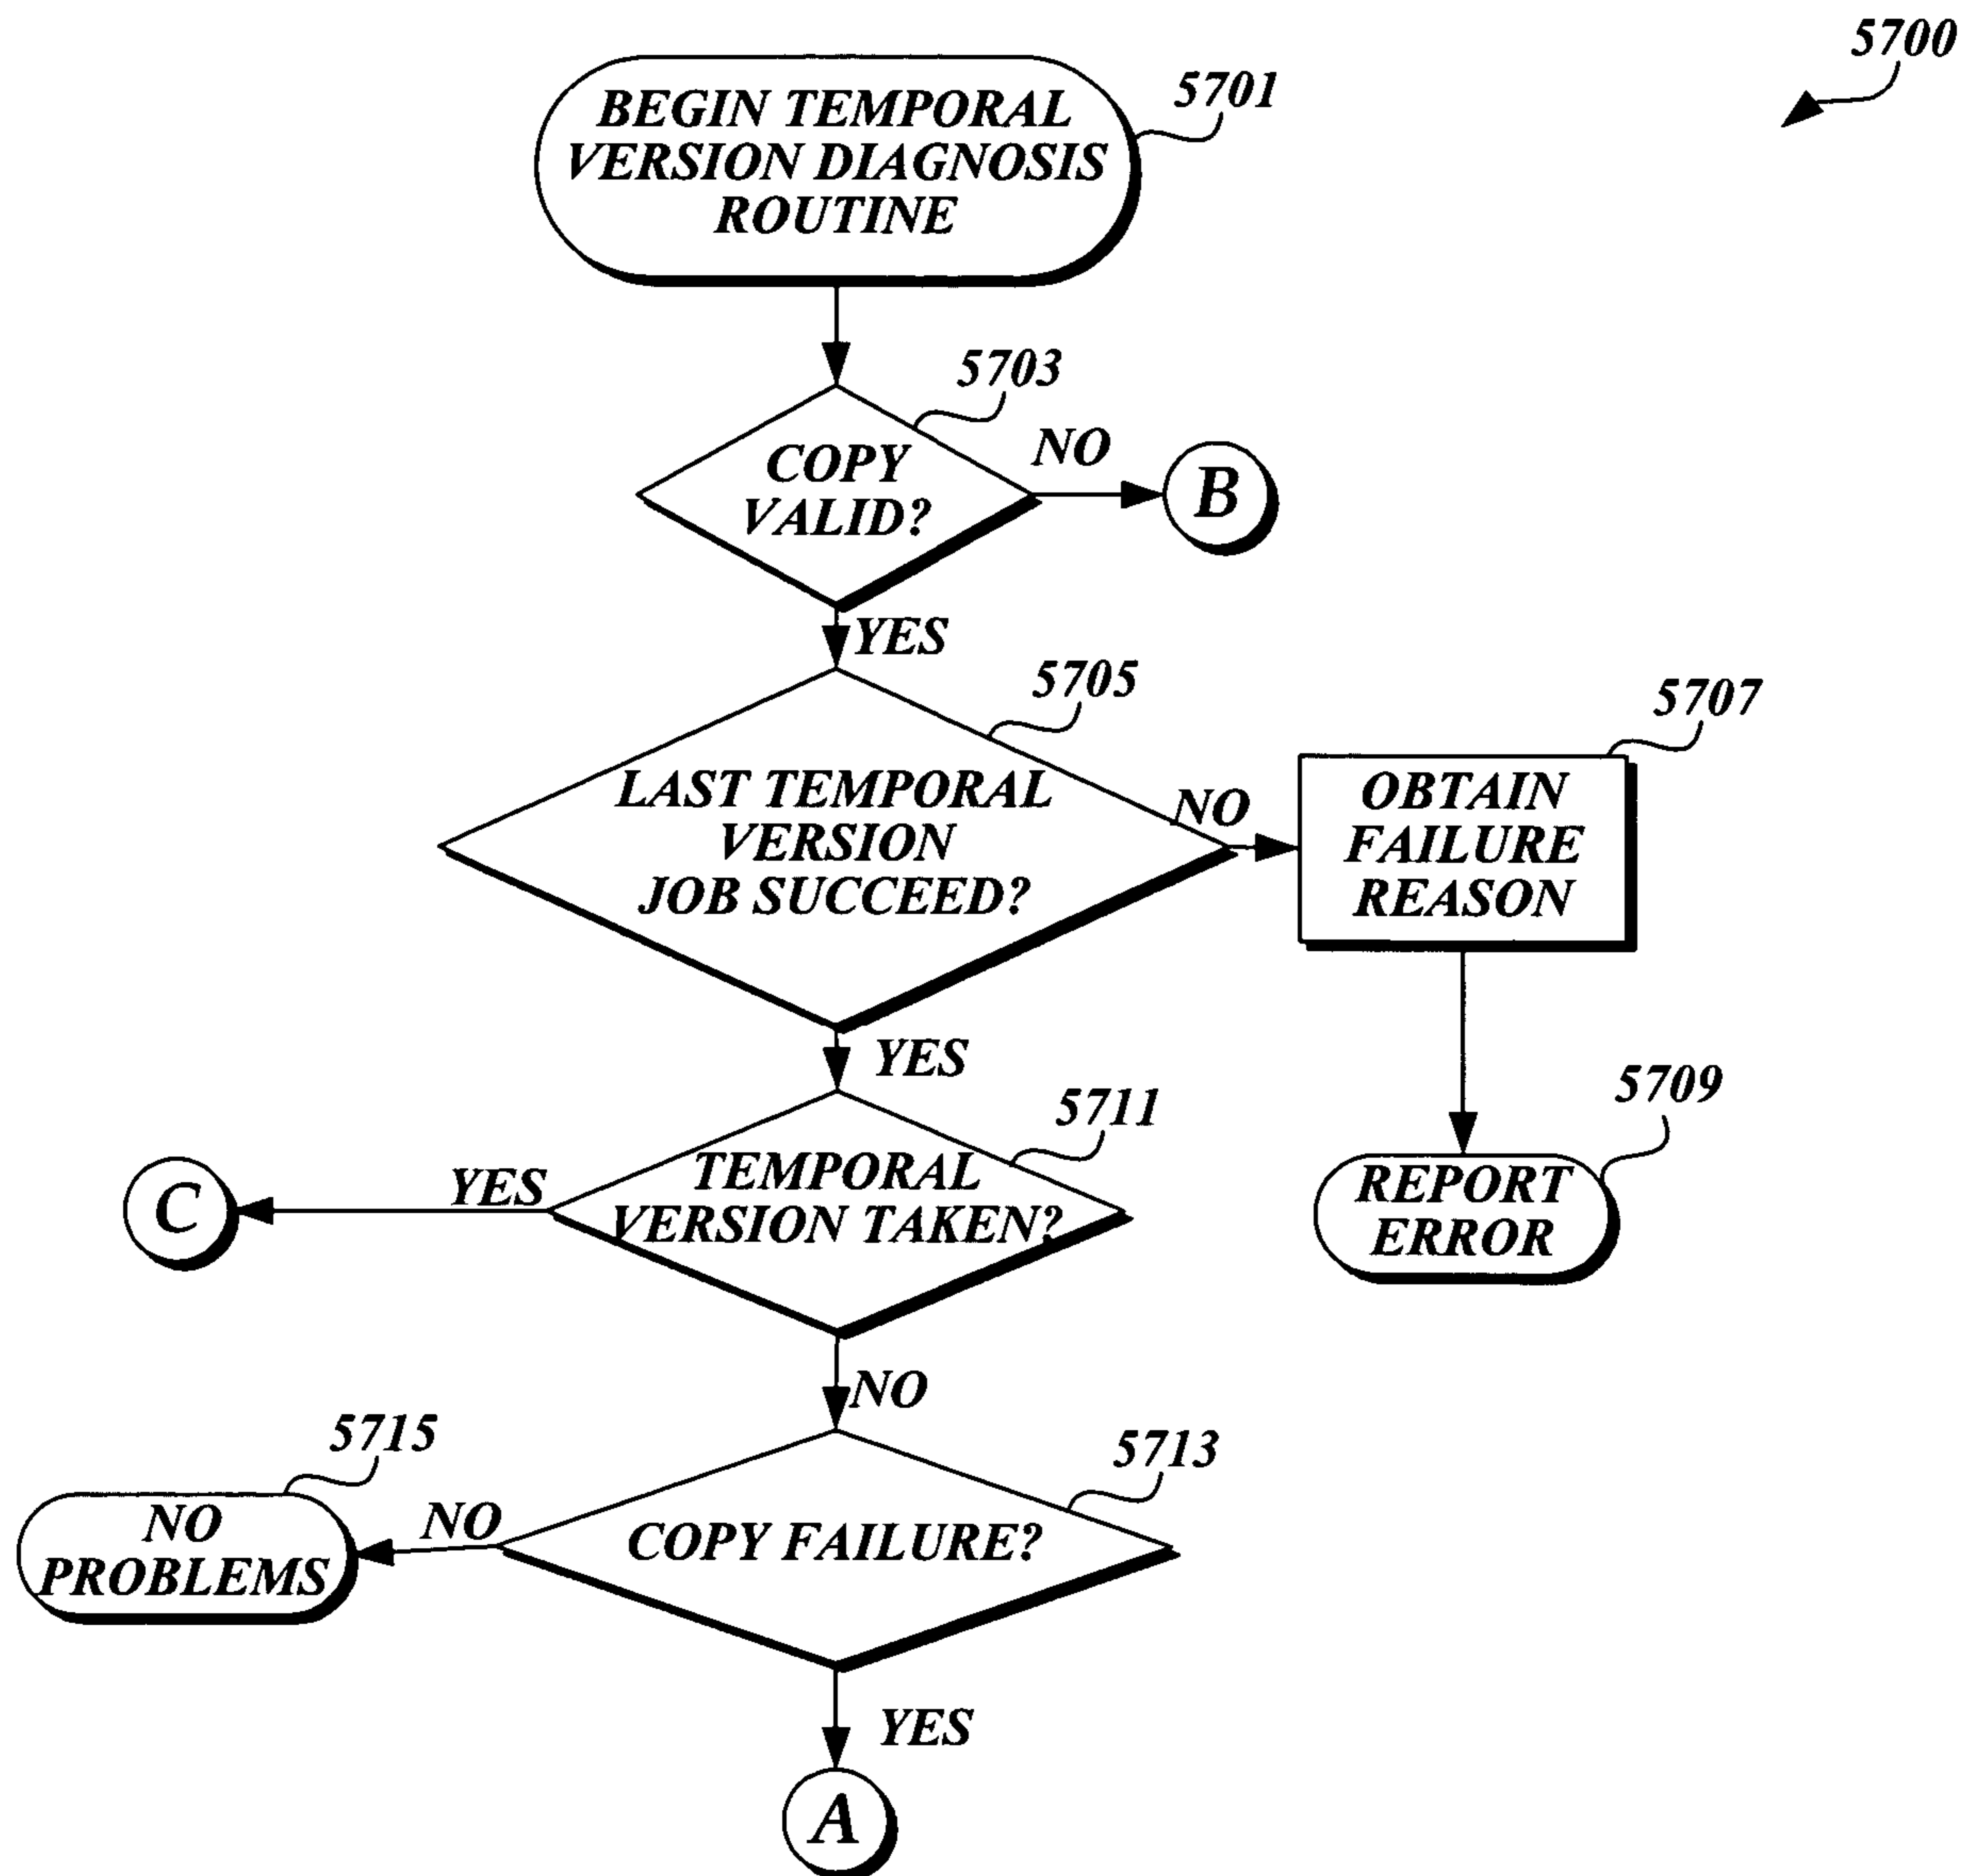 5700
5701
BEGIN TEMPORAL
VERSION DIAGNOSIS
ROUTINE
5703
COPY
VALID?
NO
B
YES
5705
LAST TEMPORAL
VERSION
JOB SUCCEED?
NO
5707
OBTAIN
FAILURE
REASON
YES
5709
REPORT
ERROR
5711
TEMPORAL
VERSION TAKEN?
YES
C
NO
5713
COPY FAILURE?
NO
5715
NO
PROBLEMS
YES
A